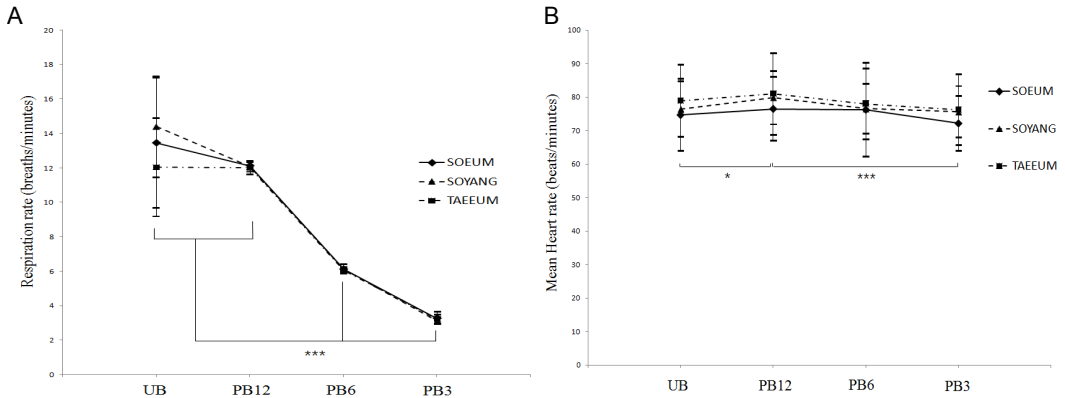 A
Respiration rate (breaths/minutes)
20
18
16
14
12
10
8
6
4
2
0
UB
PB12
PB6
PB3
***
SOEUM
SOYANG
TAEEUM
B
Mean Heart rate (beats/minutes)
100
90
80
70
60
50
40
30
20
10
0
UB
PB12
PB6
PB3
*
***
SOEUM
SOYANG
TAEEUM